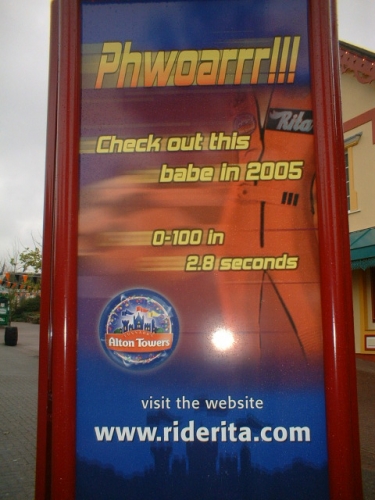 Phwoarrr!!!
Rita
Check out this
babe in 2005
0-100 in
2.8 seconds
Alton Towers
visit the website
www.riderita.com